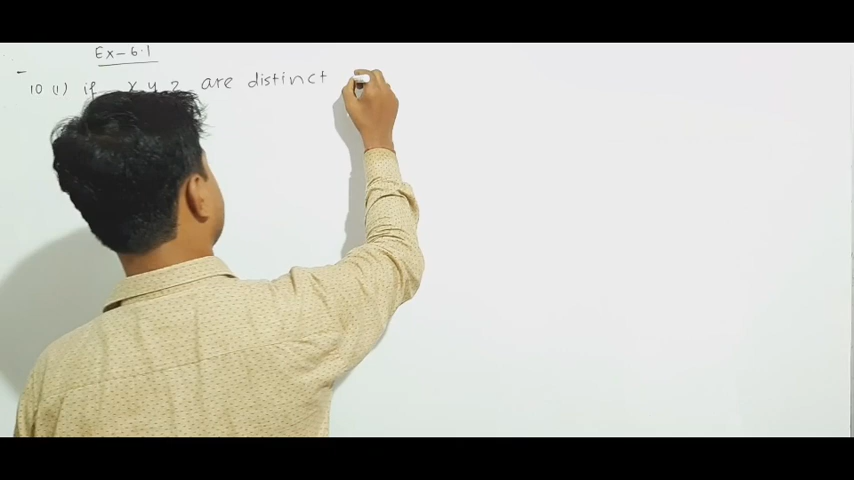 Ex-6.1
10 (i) if x, y, z are distinct